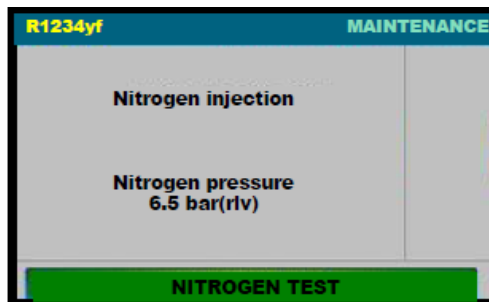 R1234yf MAINTENANCE
Nitrogen injection
Nitrogen pressure
6.5 bar(rlv)
NITROGEN TEST